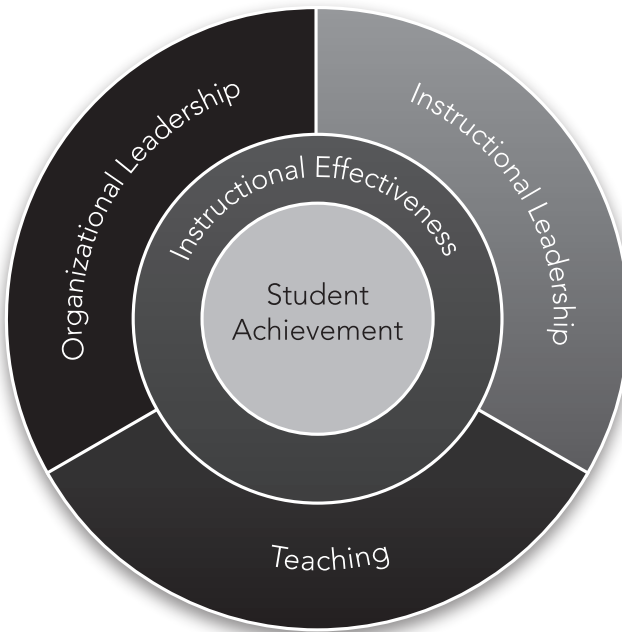 Organizational Leadership
Instructional Leadership
Instructional Effectiveness
Student
Achievement
Teaching